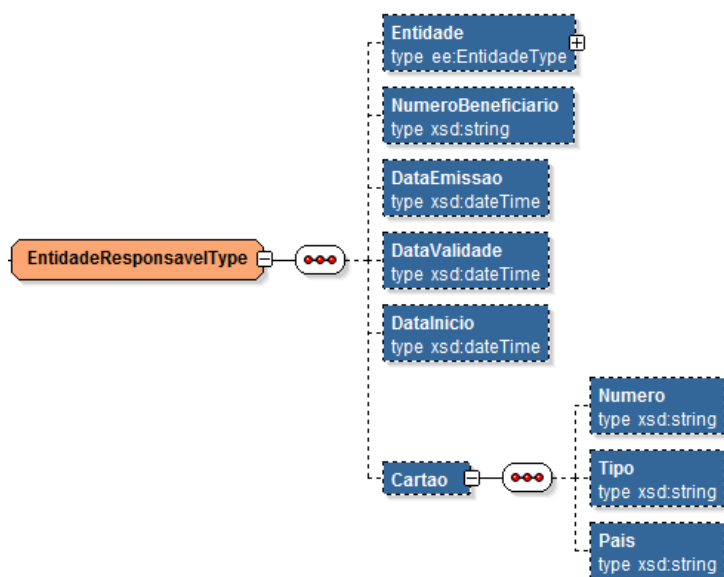 Entidade
type ee:EntidadeType
NumeroBeneficiario
type xsd:string
DataEmissao
type xsd:dateTime
EntidadeResponsavelType
DataValidade
type xsd:dateTime
DataInicio
type xsd:dateTime
Numero
type xsd:string
Cartao
Tipo
type xsd:string
Pais
type xsd:string